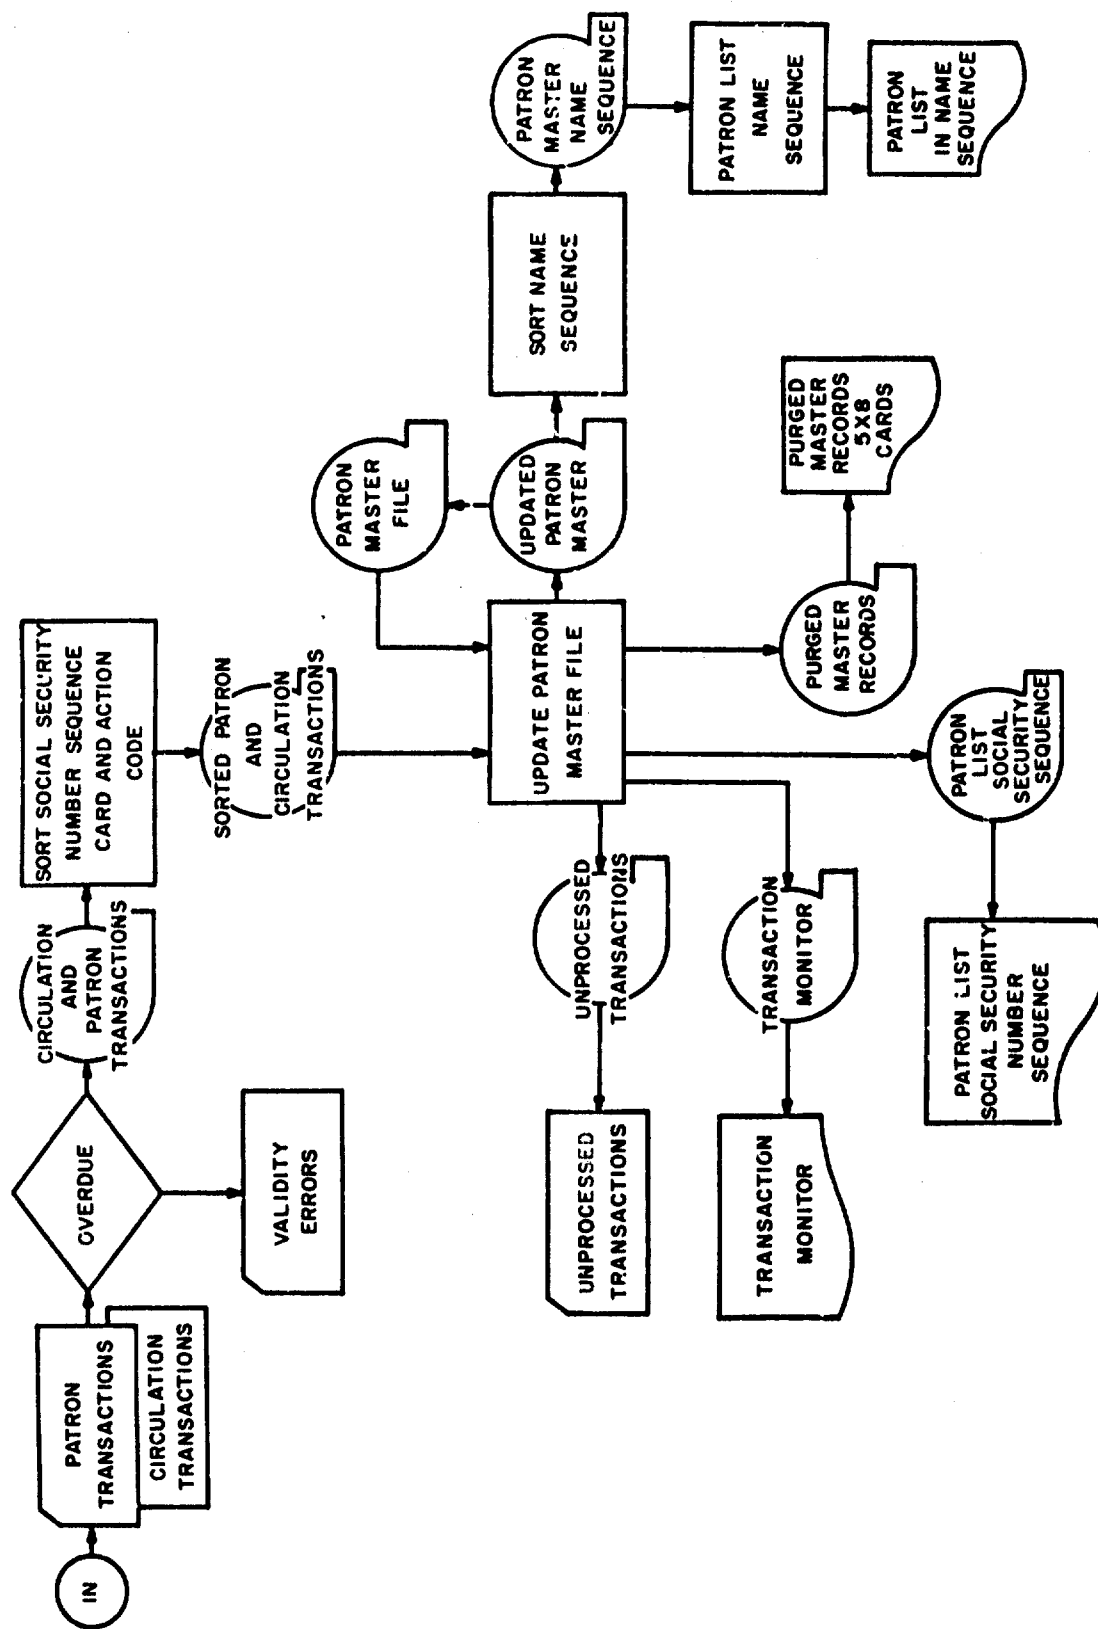 IN
PATRON
TRANSACTIONS
CIRCULATION
TRANSACTIONS
OVERDUE
VALIDITY
ERRORS
CIRCULATION
AND
PATRON
TRANSACTIONS
SORT SOCIAL SECURITY
NUMBER SEQUENCE
CARD AND ACTION
CODE
SORTED PATRON
AND
CIRCULATION
TRANSACTIONS
PATRON
MASTER
FILE
UPDATE PATRON
MASTER FILE
UPDATED
PATRON
MASTER
SORT NAME
SEQUENCE
PATRON
MASTER
NAME
SEQUENCE
PATRON LIST
NAME
SEQUENCE
PATRON
LIST
IN NAME
SEQUENCE
UNPROCESSED
TRANSACTIONS
UNPROCESSED
TRANSACTIONS
TRANSACTION
MONITOR
TRANSACTION
MONITOR
PATRON
LIST
SOCIAL
SECURITY
SEQUENCE
PATRON LIST
SOCIAL SECURITY
NUMBER
SEQUENCE
PURGED
MASTER
RECORDS
PURGED
MASTER
RECORDS
5X8
CARDS